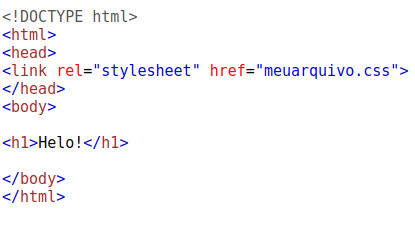 <!DOCTYPE html>
<html>
<head>
<link rel="stylesheet" href="meuarquivo.css">
</head>
<body>
<h1>Helo!</h1>
</body>
</html>